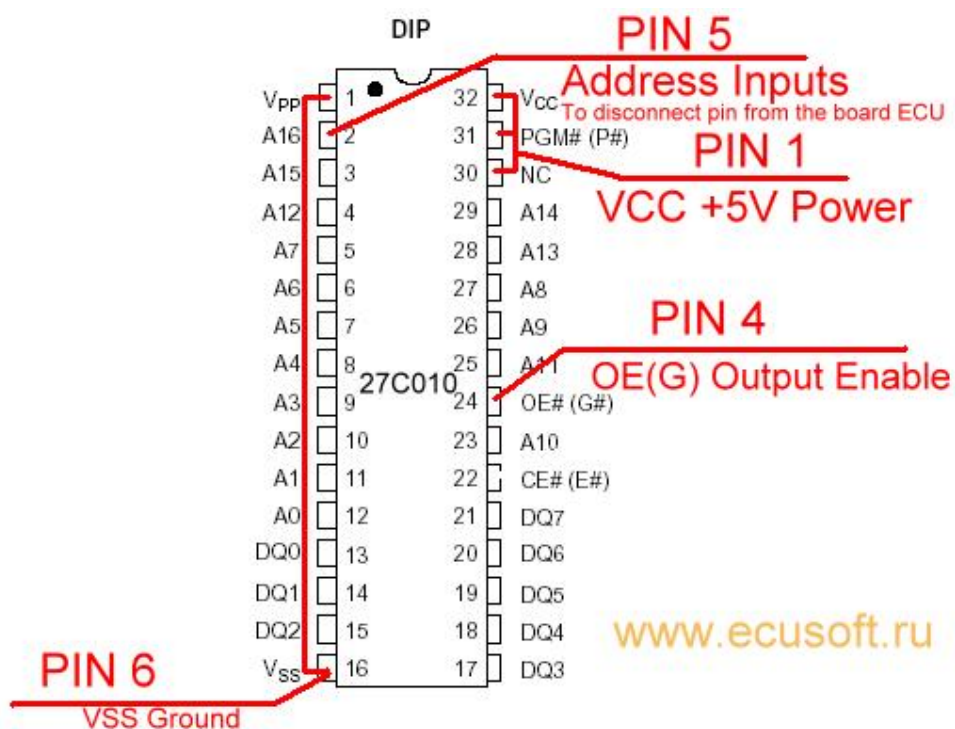 DIP
PIN 5
Address Inputs
To disconnect pin from the board ECU
PIN 1
VCC +5V Power
PIN 4
OE(G) Output Enable
VPP 1 32 VCC
A16 2 31 PGM# (P#)
A15 3 30 NC
A12 4 29 A14
A7 5 28 A13
A6 6 27 A8
A5 7 26 A9
A4 8 25 A11
27C010
A3 9 24 OE# (G#)
A2 10 23 A10
A1 11 22 CE# (E#)
A0 12 21 DQ7
DQ0 13 20 DQ6
DQ1 14 19 DQ5
DQ2 15 18 DQ4
VSS 16 17 DQ3
www.ecusoft.ru
PIN 6
VSS Ground